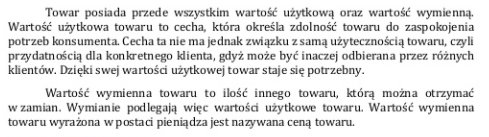 Towar posiada przede wszystkim wartość użytkową oraz wartość wymienną.
Wartość użytkowa towaru to cecha, która określa zdolność towaru do zaspokojenia
potrzeb konsumenta. Cecha ta nie ma jednak związku z samą użytecznością towaru, czyli
przydatnością dla konkretnego klienta, gdyż może być inaczej odbierana przez różnych
klientów. Dzięki swej wartości użytkowej towar staje się potrzebny.
Wartość wymienna towaru to ilość innego towaru, którą można otrzymać
w zamian. Wymianie podlegają więc wartości użytkowe towaru. Wartość wymienna
towaru wyrażona w postaci pieniądza jest nazywana ceną towaru.